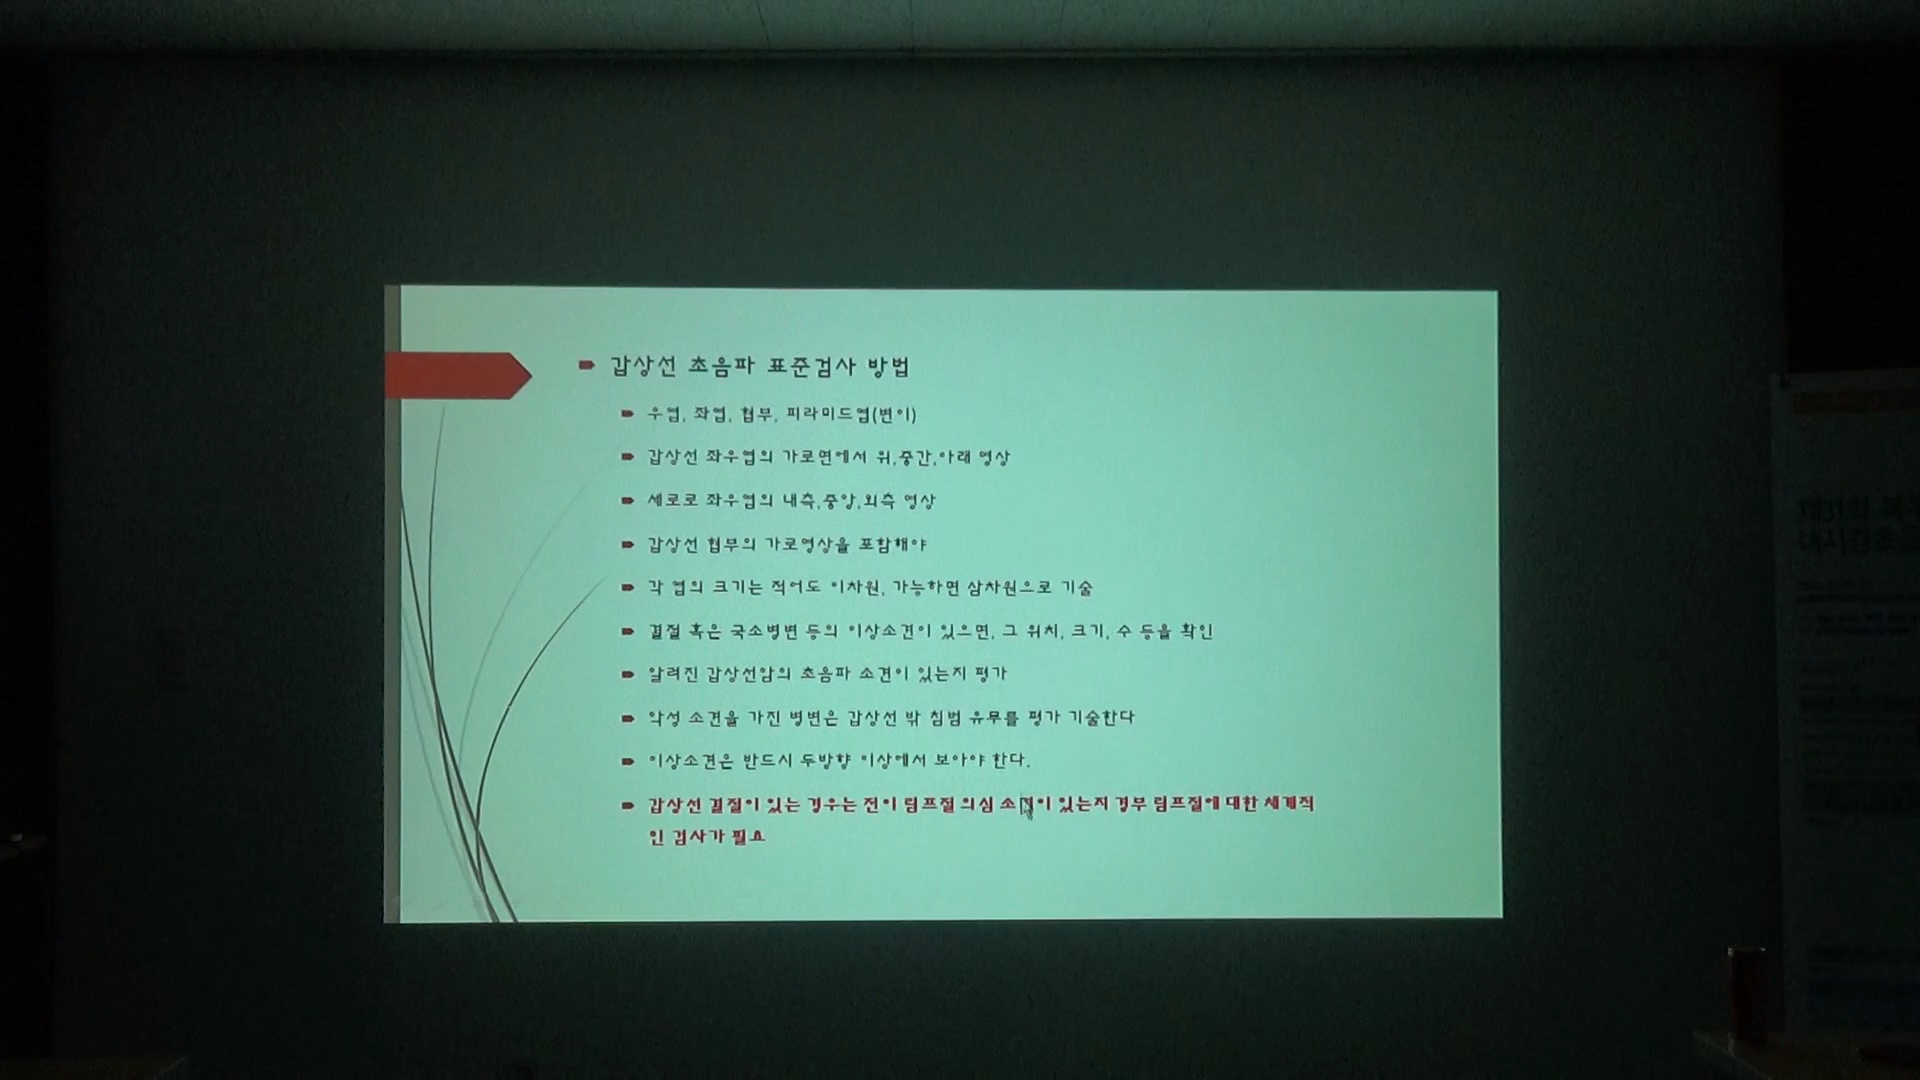 갑상선 초음파 표준검사 방법
우엽, 좌엽, 협부, 피라미드엽(변이)
갑상선 좌우엽의 가로면에서 위,중간,아래 영상
세로로 좌우엽의 내측,중앙,외측 영상
갑상선 협부의 가로영상을 포함해야
각 엽의 크기는 적어도 이차원, 가능하면 삼차원으로 기술
결절 혹은 국소병변 등의 이상소견이 있으면, 그 위치, 크기, 수 등을 확인
알려진 갑상선암의 초음파 소견이 있는지 평가
악성 소견을 가진 병변은 갑상선 밖 침범 유무를 평가 기술한다
이상소견은 반드시 두방향 이상에서 보아야 한다.
갑상선 결절이 있는 경우는 전이 림프절 의심 소견이 있는지 경부 림프절에 대한 세계적
인 검사가 필요